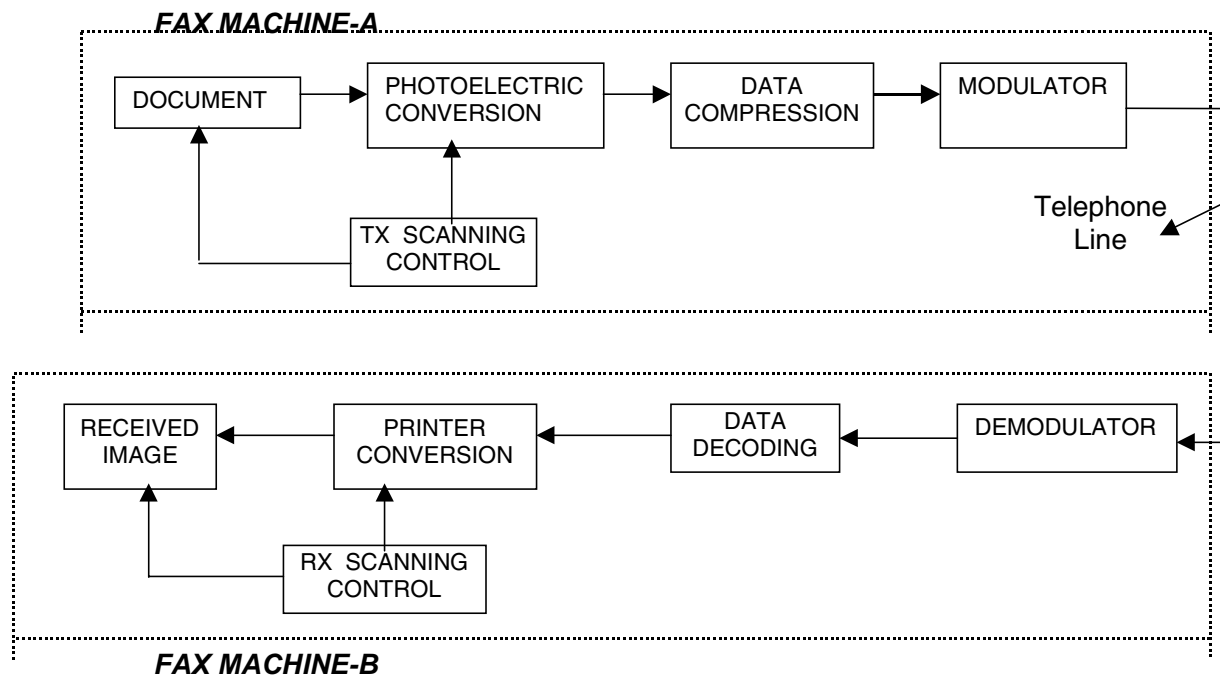 FAX MACHINE-A
DOCUMENT
PHOTOELECTRIC
CONVERSION
DATA
COMPRESSION
MODULATOR
TX SCANNING
CONTROL
Telephone
Line
RECEIVED
IMAGE
PRINTER
CONVERSION
DATA
DECODING
DEMODULATOR
RX SCANNING
CONTROL
FAX MACHINE-B